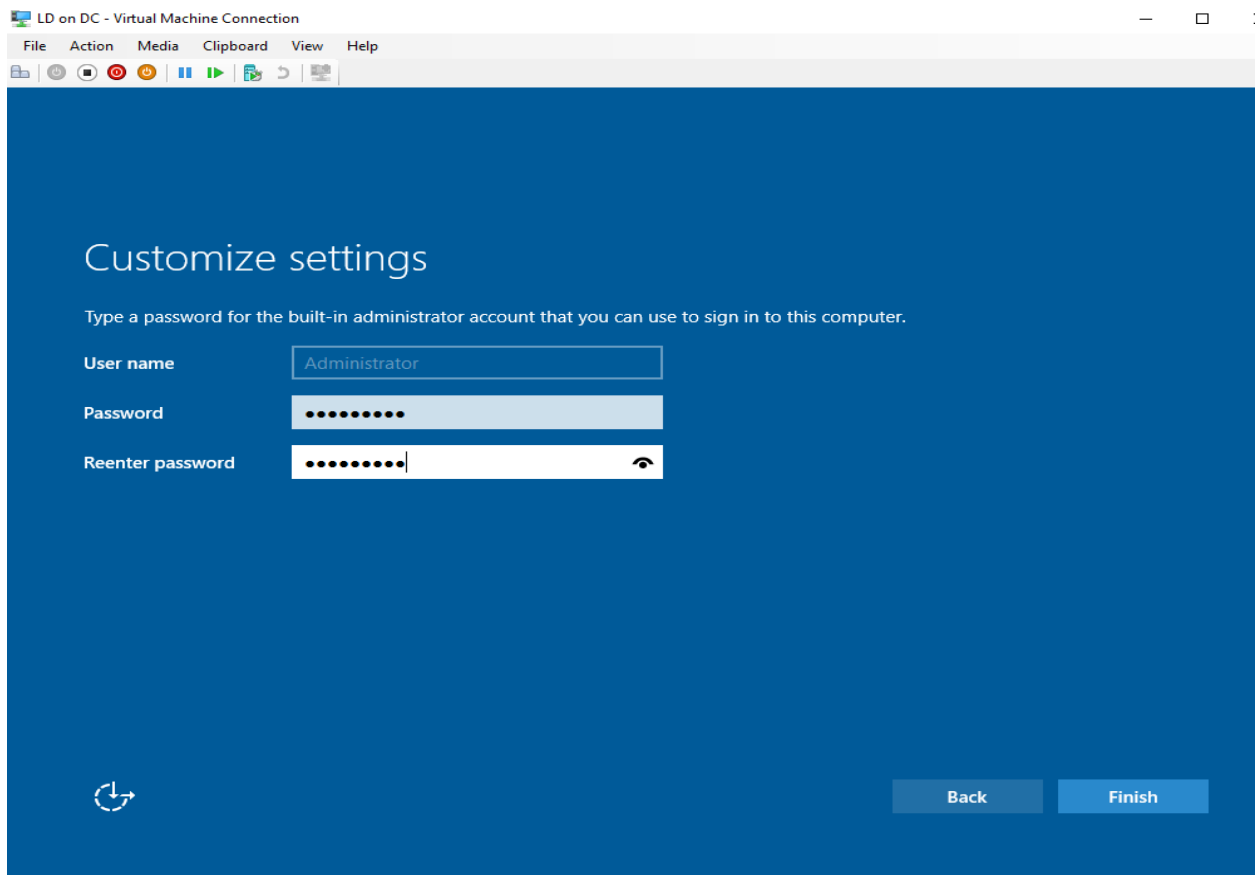 LD on DC - Virtual Machine Connection
File Action Media Clipboard View Help
Customize settings
Type a password for the built-in administrator account that you can use to sign in to this computer.
User name Administrator
Password •••••••••
Reenter password •••••••••
Back Finish